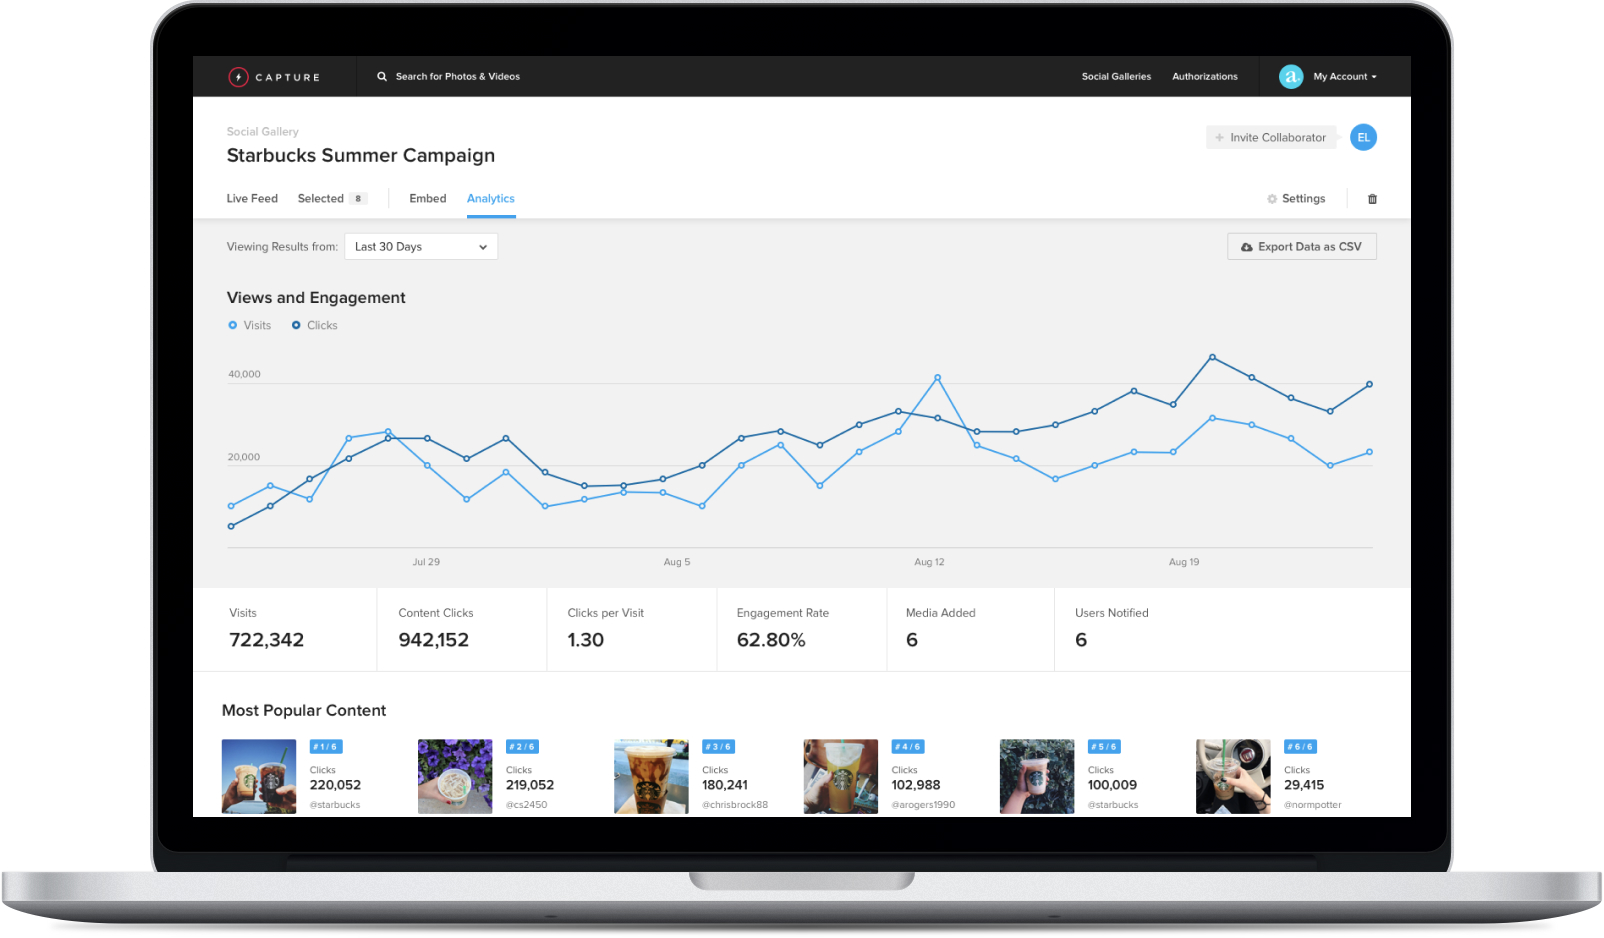 CAPTURE
Search for Photos & Videos
Social Galleries
Authorizations
a.
My Account
Social Gallery
Starbucks Summer Campaign
+ Invite Collaborator
EL
Live Feed
Selected 8
Embed
Analytics
Settings
Viewing Results from:
Last 30 Days
Export Data as CSV
Views and Engagement
Visits
Clicks
40,000
20,000
Jul 29
Aug 5
Aug 12
Aug 19
Visits
722,342
Content Clicks
942,152
Clicks per Visit
1.30
Engagement Rate
62.80%
Media Added
6
Users Notified
6
Most Popular Content
# 1 / 6
Clicks
220,052
@starbucks
# 2 / 6
Clicks
219,052
@cs2450
# 3 / 6
Clicks
180,241
@chrisbrock88
# 4 / 6
Clicks
102,988
@arogers1990
# 5 / 6
Clicks
100,009
@starbucks
# 6 / 6
Clicks
29,415
@normpotter